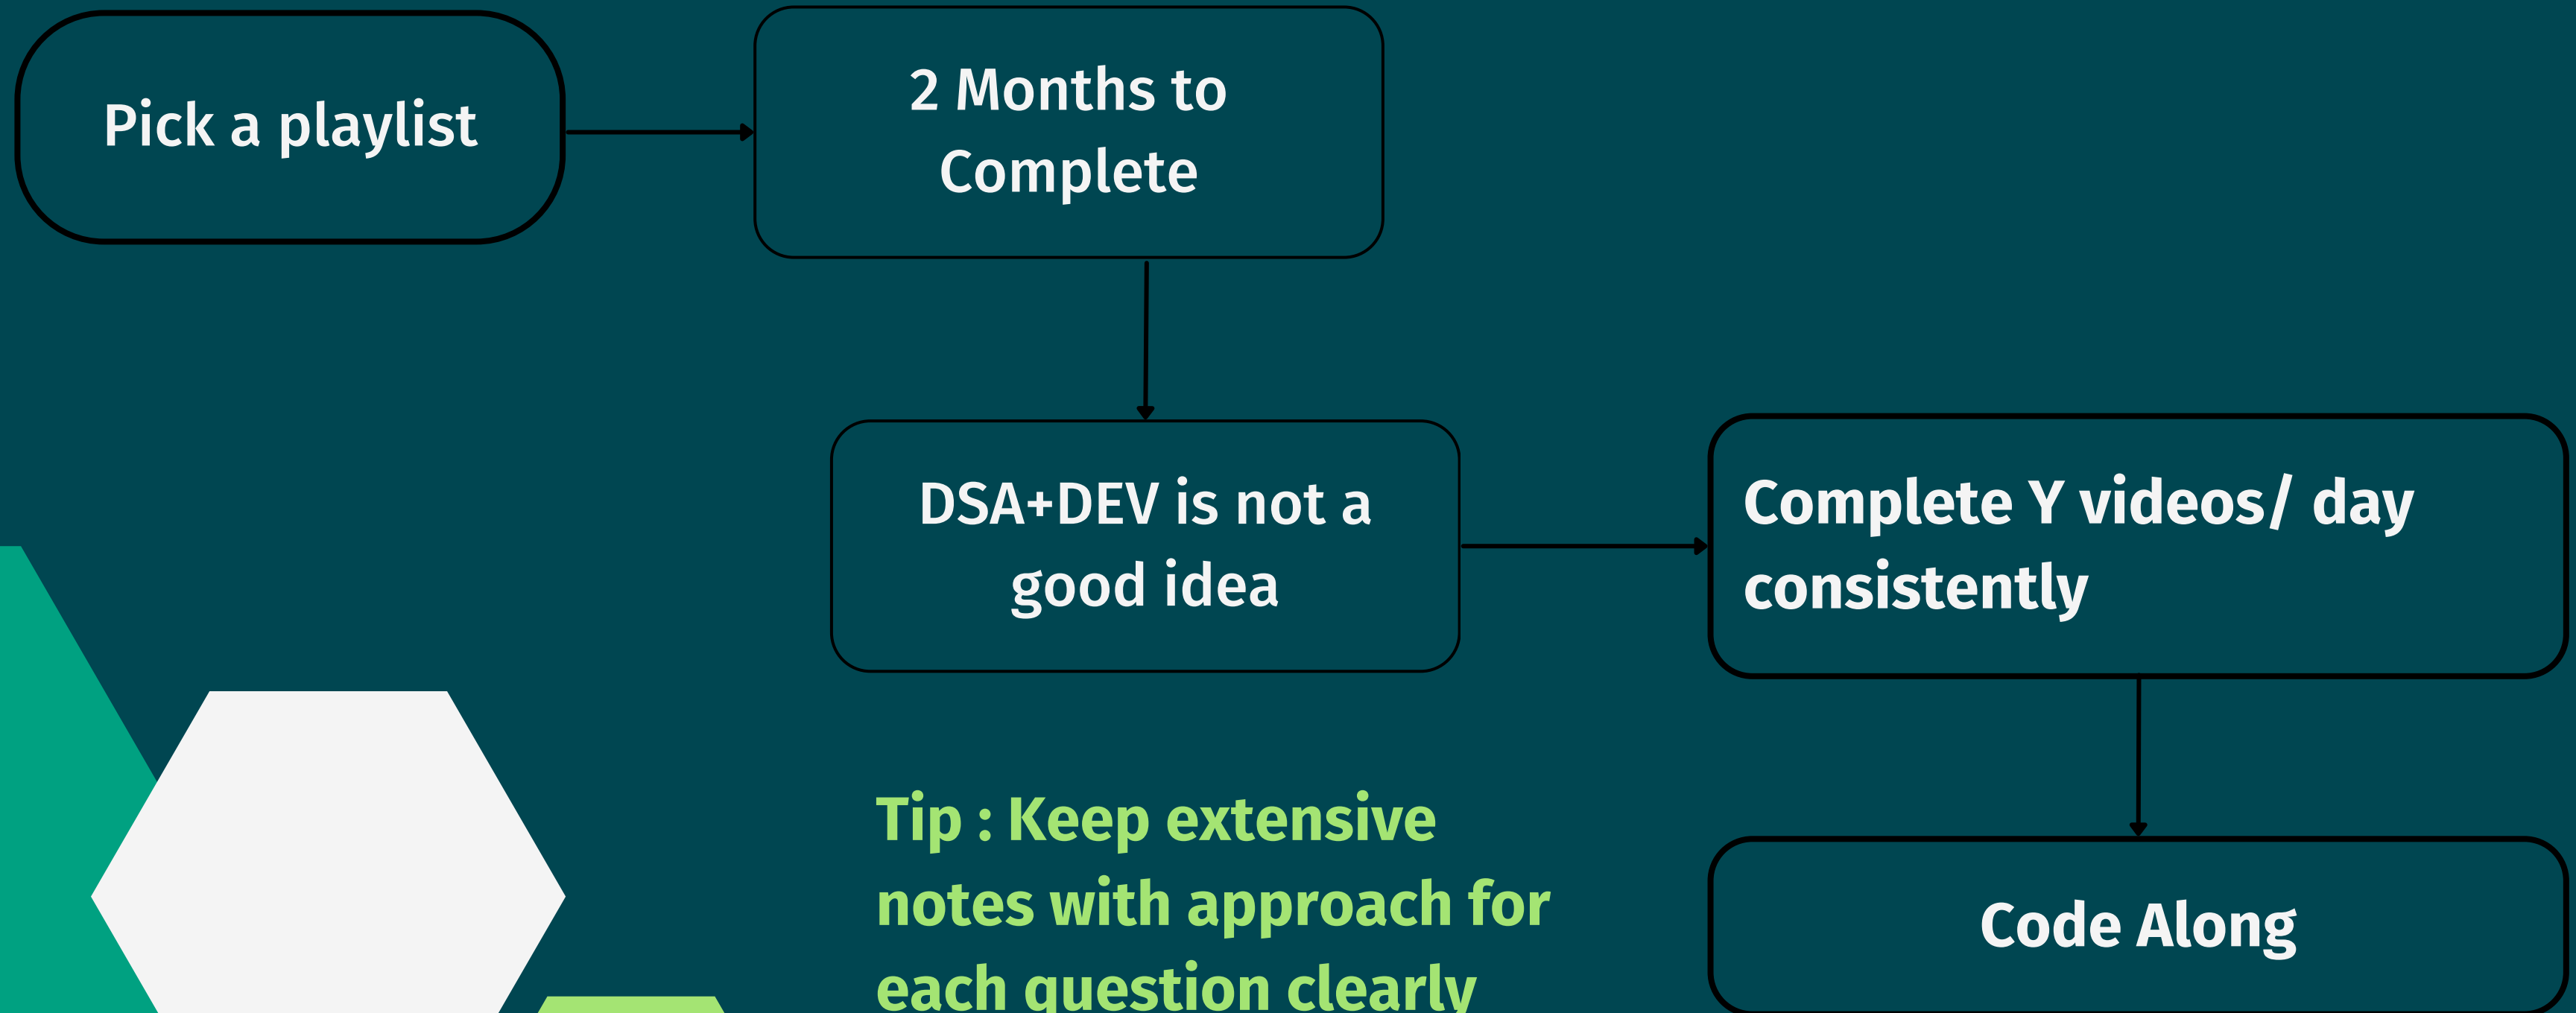 Pick a playlist
2 Months to
Complete
DSA+DEV is not a
good idea
Complete Y videos/ day
consistently
Tip : Keep extensive
notes with approach for
each question clearly
Code Along